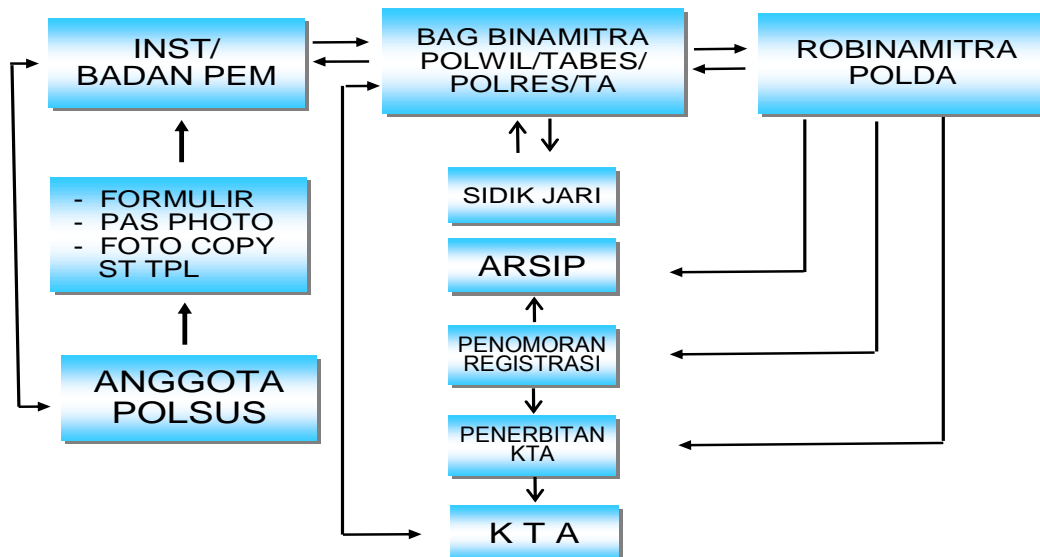 INST/
BADAN PEM
BAG BINAMITRA
POLWIL/TABES/
POLRES/TA
ROBINAMITRA
POLDA
- FORMULIR
- PAS PHOTO
- FOTO COPY
ST TPL
SIDIK JARI
ARSIP
PENOMORAN
REGISTRASI
ANGGOTA
POLSUS
PENERBITAN
KTA
K T A